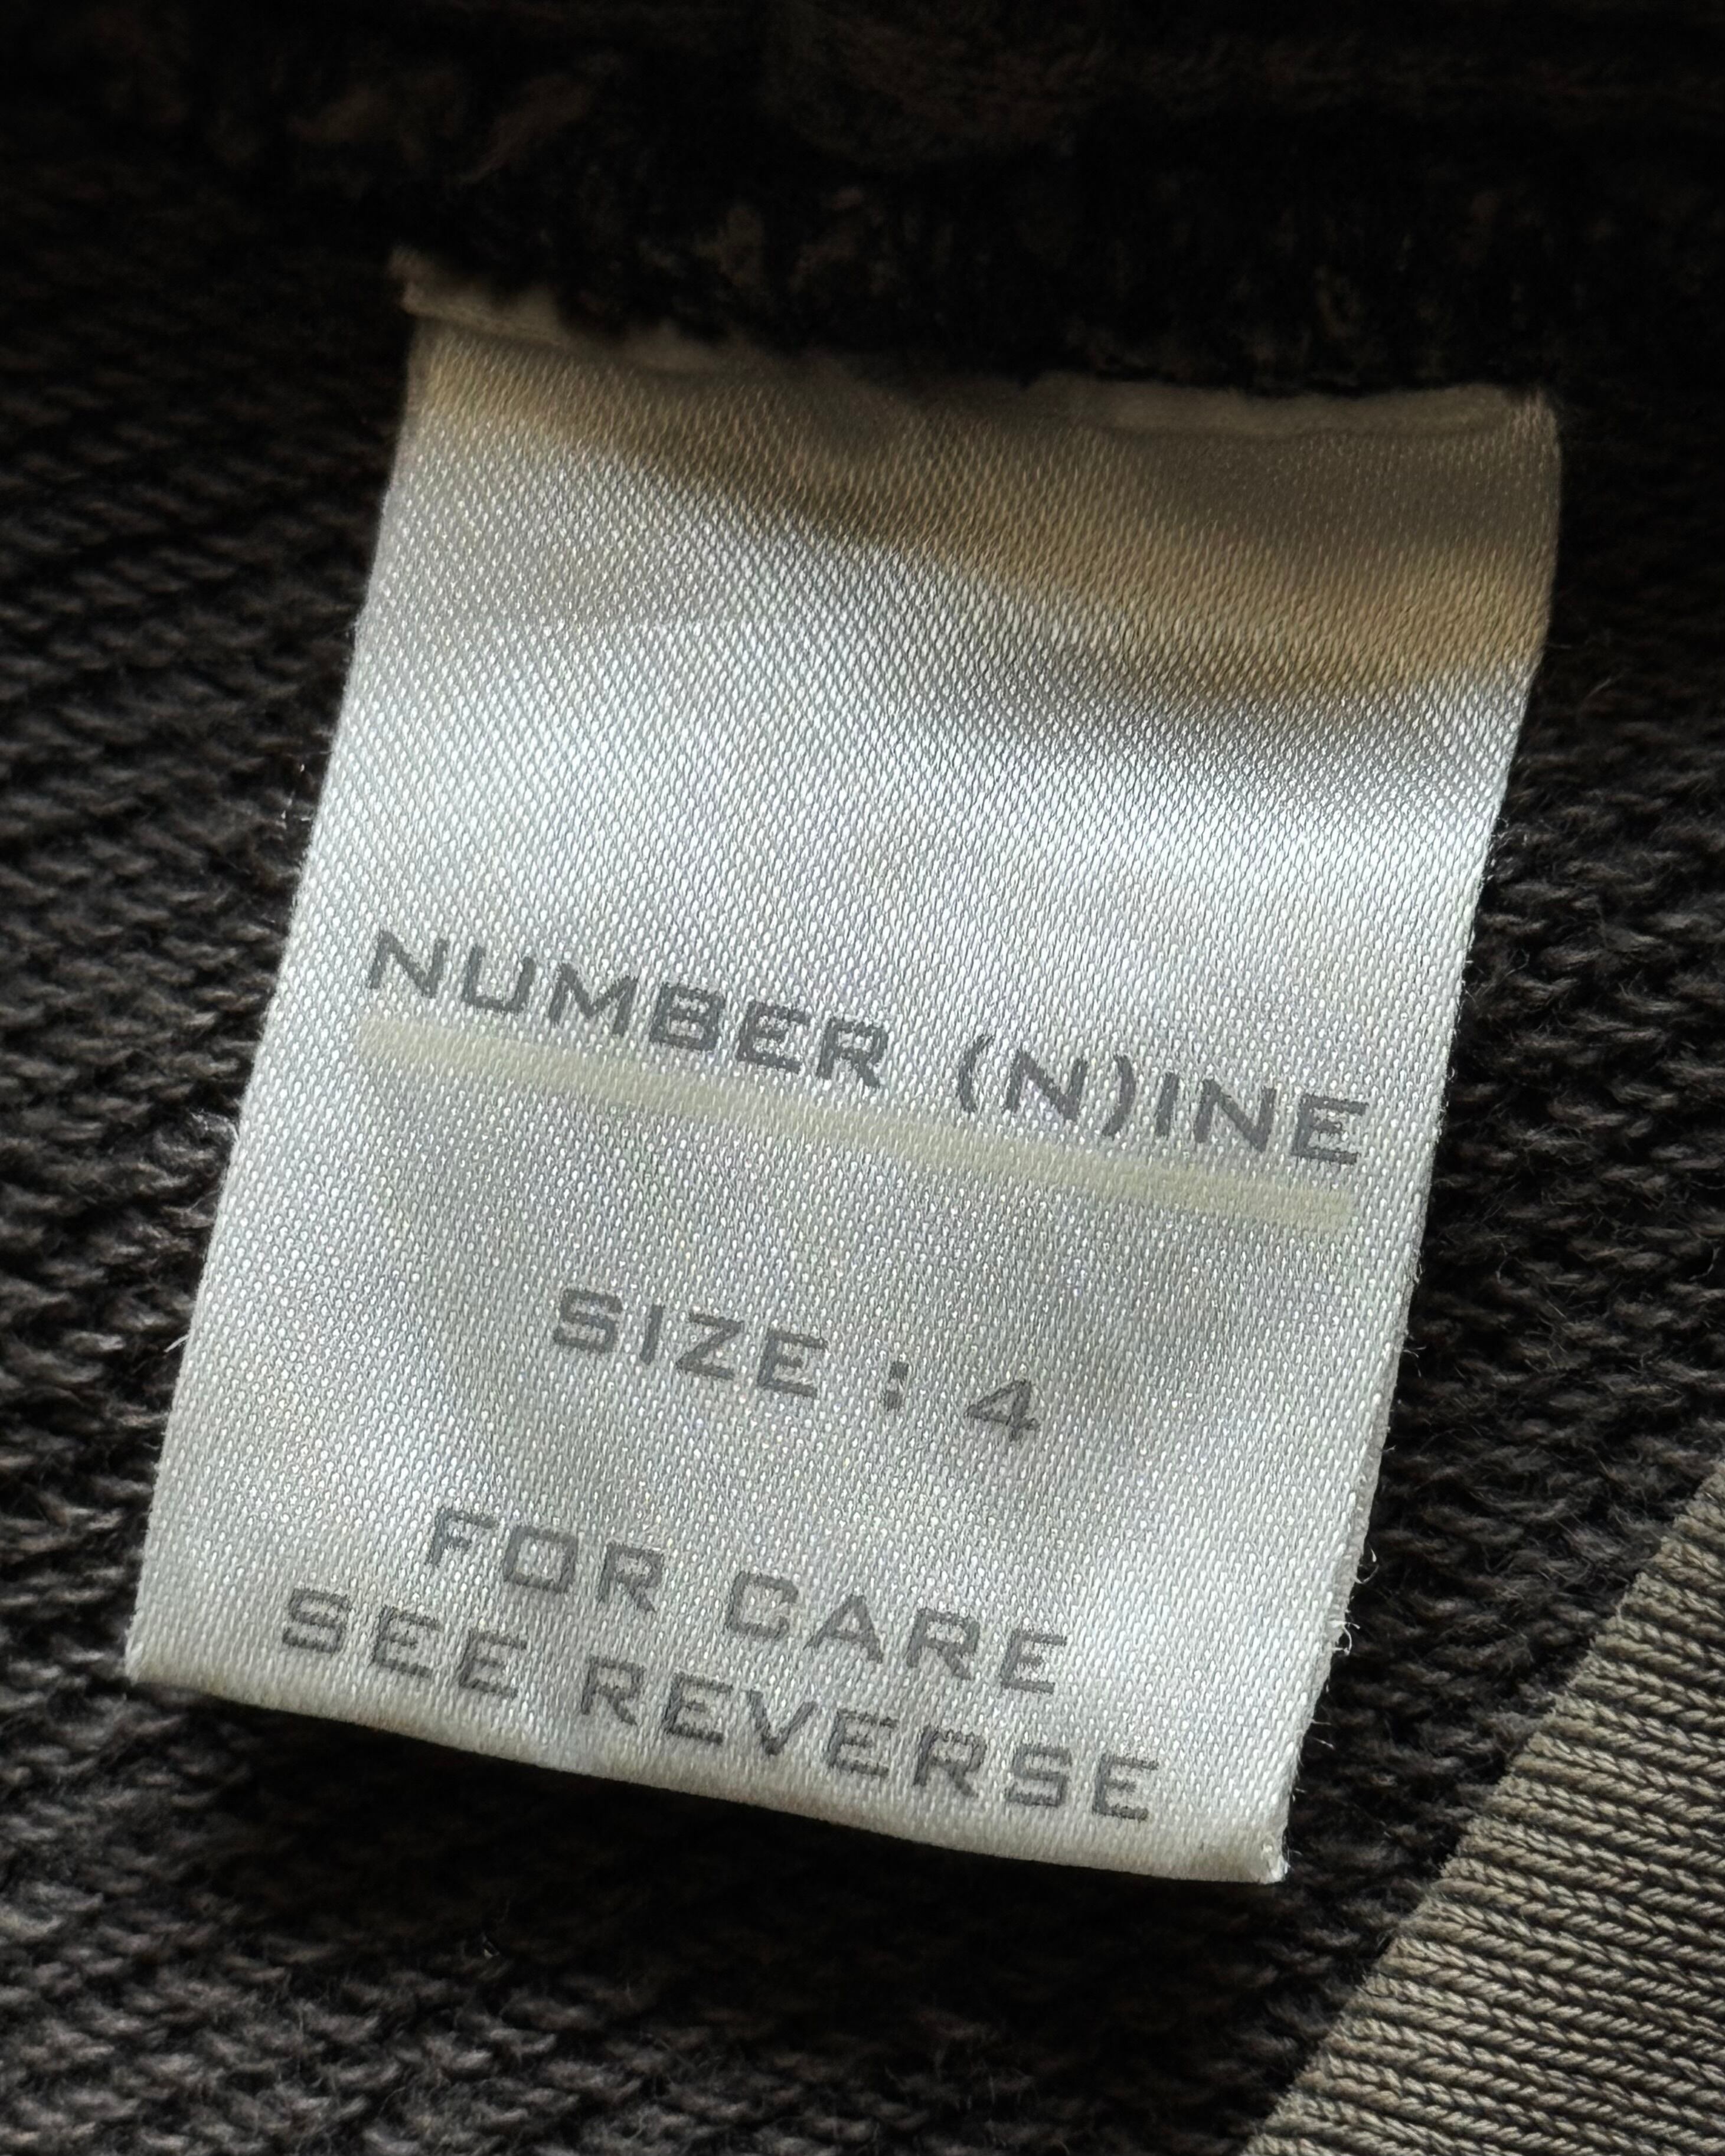 NUMBER (N)INE
SIZE : 4
FOR CARE
SEE REVERSE